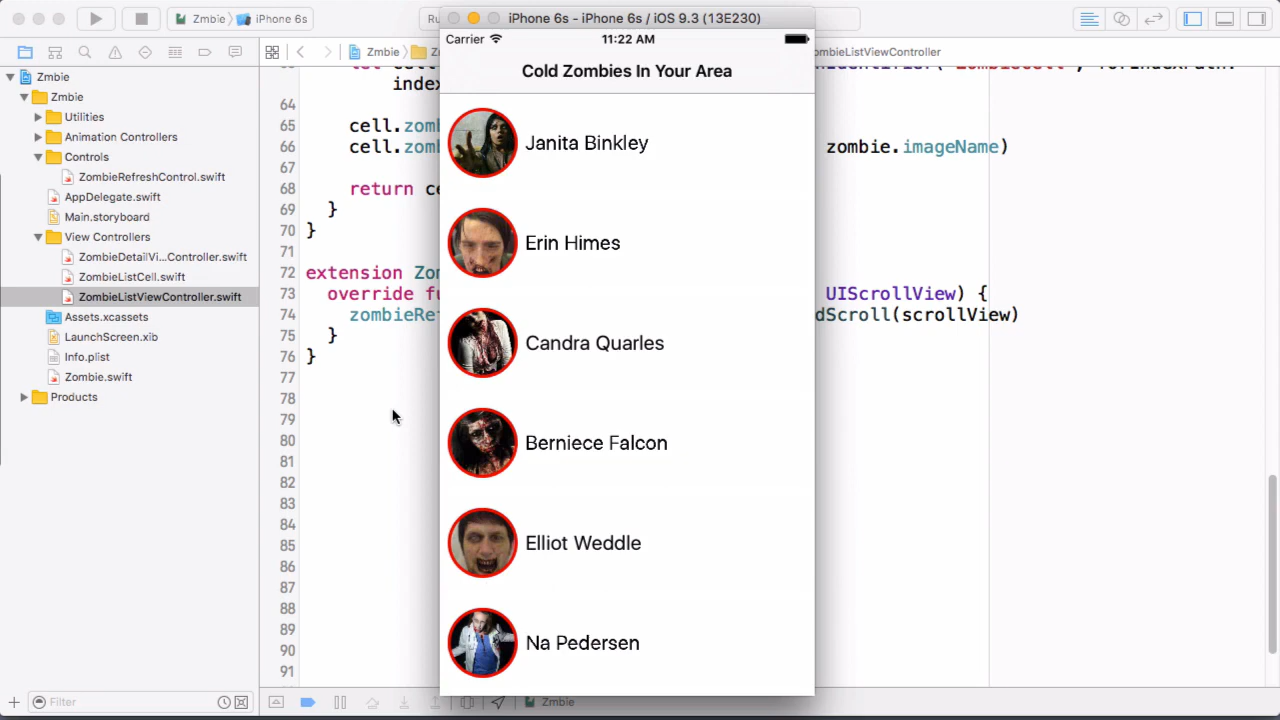 Zmbie
iPhone 6s
Ru
iPhone 6s - iPhone 6s / iOS 9.3 (13E230)
Carrier
11:22 AM
Cold Zombies In Your Area
Janita Binkley
Erin Himes
Candra Quarles
Berniece Falcon
Elliot Weddle
Na Pedersen
Zmbie
Zmbie
Utilities
Animation Controllers
Controls
ZombieRefreshControl.swift
AppDelegate.swift
Main.storyboard
View Controllers
ZombieDetailVi...Controller.swift
ZombieListCell.swift
ZombieListViewController.swift
Assets.xcassets
LaunchScreen.xib
Info.plist
Zombie.swift
Products
Filter
Zmbie
ombieListViewController
index
64
65 cell.zom
66 cell.zom zombie.imageName)
67
68 return ce
69 }
70 }
71
72 extension Zo
73 override fu UIScrollView) {
74 zombieRe dScroll(scrollView)
75 }
76 }
77
78
79
80
81
82
83
84
85
86
87
88
89
90
91
Zmbie